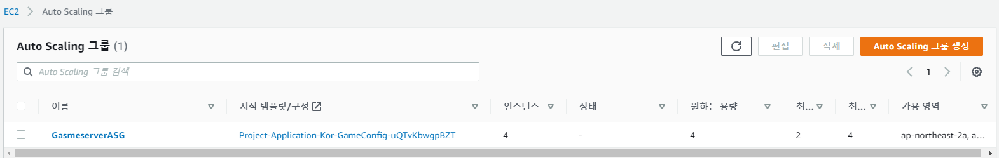 EC2 > Auto Scaling 그룹
Auto Scaling 그룹 (1)
편집
삭제
Auto Scaling 그룹 생성
Auto Scaling 그룹 검색
1
이름 시작 템플릿/구성 인스턴스 상태 원하는 용량 최... 최... 가용 영역
GasmeserverASG Project-Application-Kor-GameConfig-uQTvKbwgpBZT 4 - 4 2 4 ap-northeast-2a, a...